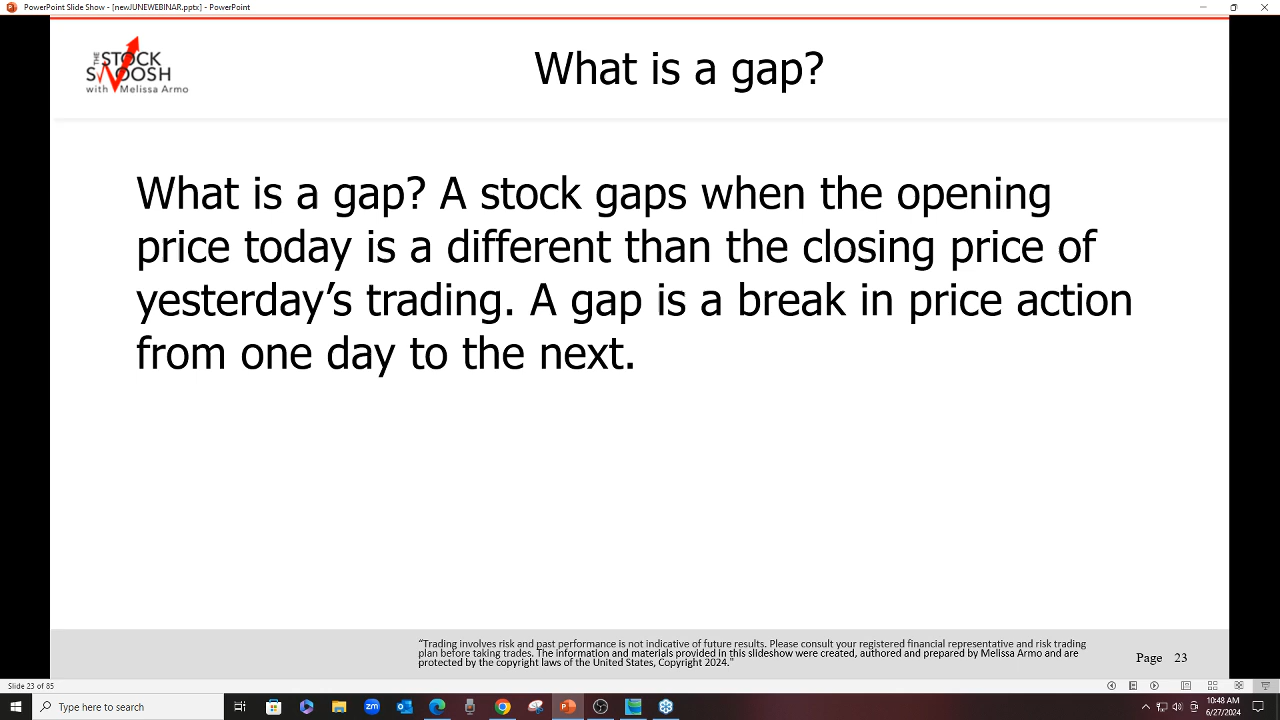 PowerPoint Slide Show - [newJUNEWEBINAR.pptx] - PowerPoint
THE
STOCK
SWOOSH
with Melissa Armo
What is a gap?
What is a gap? A stock gaps when the opening
price today is a different than the closing price of
yesterday’s trading. A gap is a break in price action
from one day to the next.
“Trading involves risk and past performance is not indicative of future results. Please consult your registered financial representative and risk trading
plan before taking trades. The information and materials provided in this slideshow were created, authored and prepared by Melissa Armo and are
protected by the copyright laws of the United States, Copyright 2024.”
Page 23
Slide 23 of 85
Type here to search
zm
10:48 AM
6/27/2024